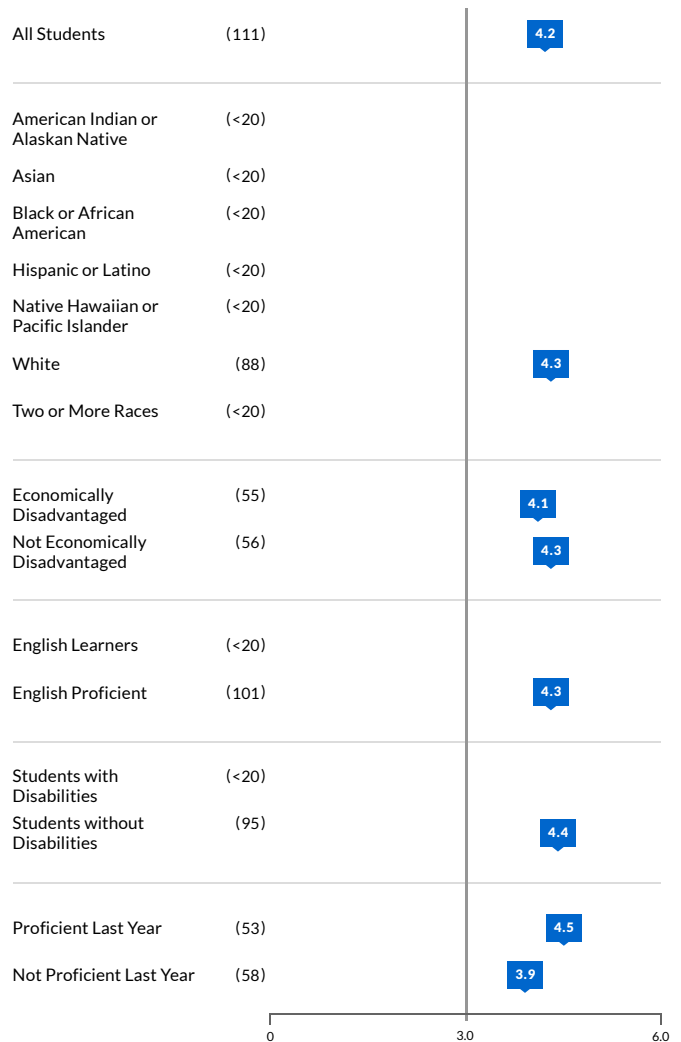 All Students (111) 4.2
American Indian or (<20)
Alaskan Native
Asian (<20)
Black or African (<20)
American
Hispanic or Latino (<20)
Native Hawaiian or (<20)
Pacific Islander
White (88) 4.3
Two or More Races (<20)
Economically (55) 4.1
Disadvantaged
Not Economically (56) 4.3
Disadvantaged
English Learners (<20)
English Proficient (101) 4.3
Students with (<20)
Disabilities
Students without (95) 4.4
Disabilities
Proficient Last Year (53) 4.5
Not Proficient Last Year (58) 3.9
0 3.0 6.0